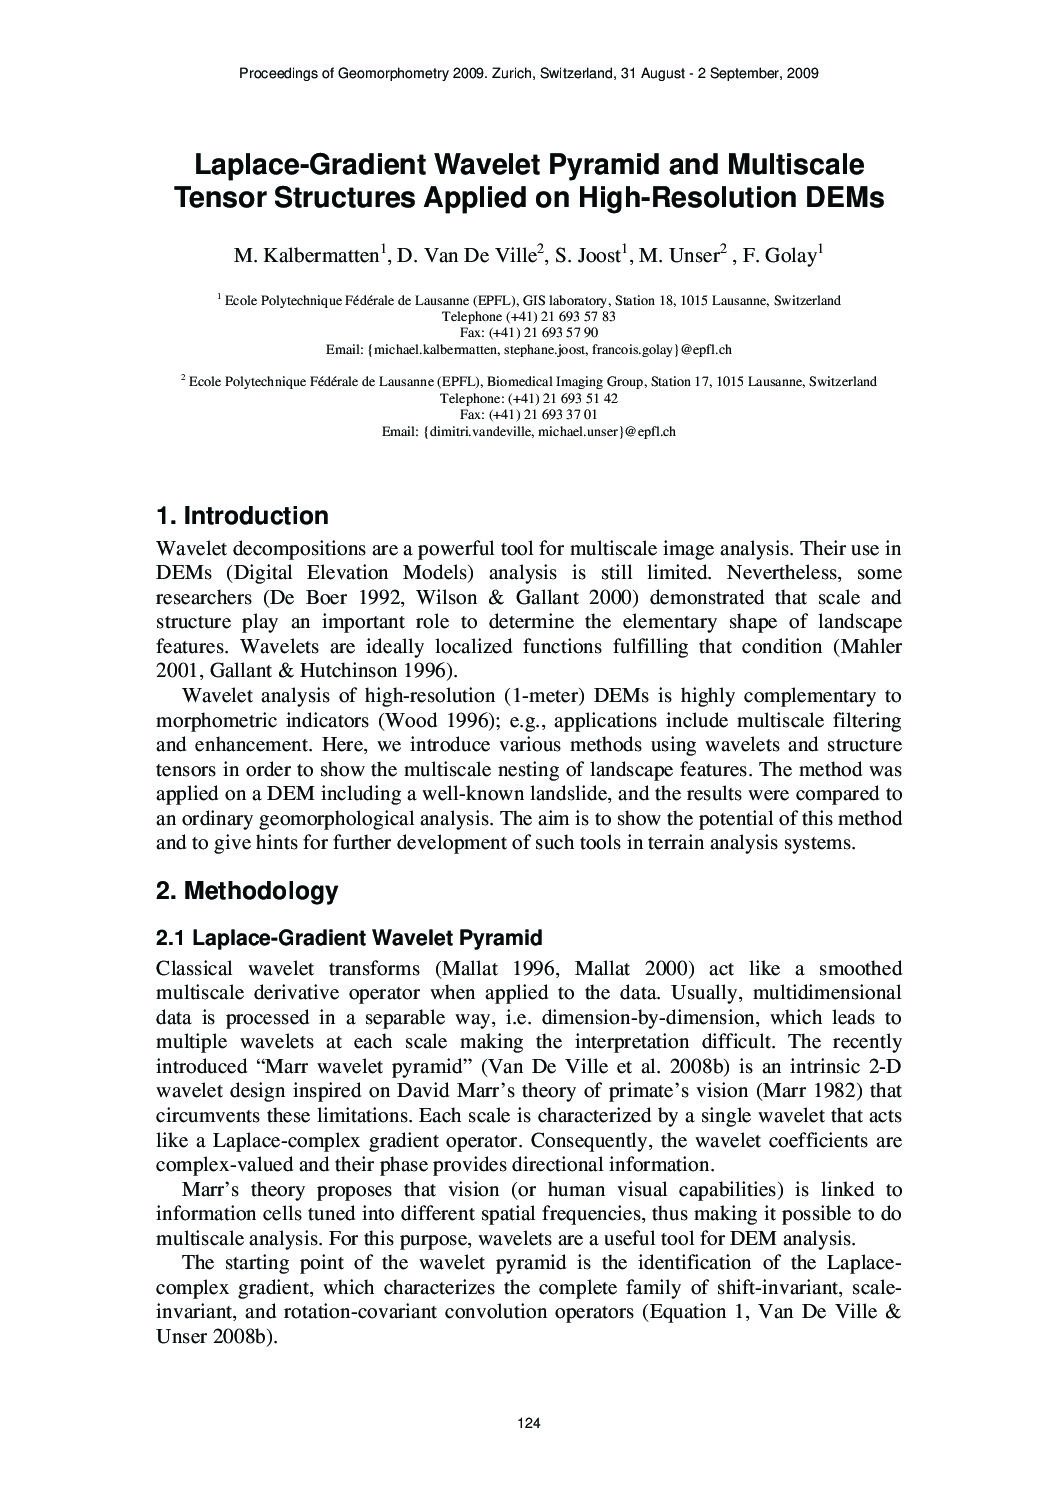 Proceedings of Geomorphometry 2009. Zurich, Switzerland, 31 August - 2 September, 2009
Laplace-Gradient Wavelet Pyramid and Multiscale
Tensor Structures Applied on High-Resolution DEMs
M. Kalbermatten1, D. Van De Ville2, S. Joost1, M. Unser2 , F. Golay1
1 Ecole Polytechnique Fédérale de Lausanne (EPFL), GIS laboratory, Station 18, 1015 Lausanne, Switzerland
Telephone (+41) 21 693 57 83
Fax: (+41) 21 693 57 90
Email: {michael.kalbermatten, stephane.joost, francois.golay}@epfl.ch
2 Ecole Polytechnique Fédérale de Lausanne (EPFL), Biomedical Imaging Group, Station 17, 1015 Lausanne, Switzerland
Telephone: (+41) 21 693 51 42
Fax: (+41) 21 693 37 01
Email: {dimitri.vandeville, michael.unser}@epfl.ch
1. Introduction
Wavelet decompositions are a powerful tool for multiscale image analysis. Their use in
DEMs (Digital Elevation Models) analysis is still limited. Nevertheless, some
researchers (De Boer 1992, Wilson & Gallant 2000) demonstrated that scale and
structure play an important role to determine the elementary shape of landscape
features. Wavelets are ideally localized functions fulfilling that condition (Mahler
2001, Gallant & Hutchinson 1996).
Wavelet analysis of high-resolution (1-meter) DEMs is highly complementary to
morphometric indicators (Wood 1996); e.g., applications include multiscale filtering
and enhancement. Here, we introduce various methods using wavelets and structure
tensors in order to show the multiscale nesting of landscape features. The method was
applied on a DEM including a well-known landslide, and the results were compared to
an ordinary geomorphological analysis. The aim is to show the potential of this method
and to give hints for further development of such tools in terrain analysis systems.
2. Methodology
2.1 Laplace-Gradient Wavelet Pyramid
Classical wavelet transforms (Mallat 1996, Mallat 2000) act like a smoothed
multiscale derivative operator when applied to the data. Usually, multidimensional
data is processed in a separable way, i.e. dimension-by-dimension, which leads to
multiple wavelets at each scale making the interpretation difficult. The recently
introduced “Marr wavelet pyramid” (Van De Ville et al. 2008b) is an intrinsic 2-D
wavelet design inspired on David Marr’s theory of primate’s vision (Marr 1982) that
circumvents these limitations. Each scale is characterized by a single wavelet that acts
like a Laplace-complex gradient operator. Consequently, the wavelet coefficients are
complex-valued and their phase provides directional information.
Marr’s theory proposes that vision (or human visual capabilities) is linked to
information cells tuned into different spatial frequencies, thus making it possible to do
multiscale analysis. For this purpose, wavelets are a useful tool for DEM analysis.
The starting point of the wavelet pyramid is the identification of the Laplace-
complex gradient, which characterizes the complete family of shift-invariant, scale-
invariant, and rotation-covariant convolution operators (Equation 1, Van De Ville &
Unser 2008b).
124